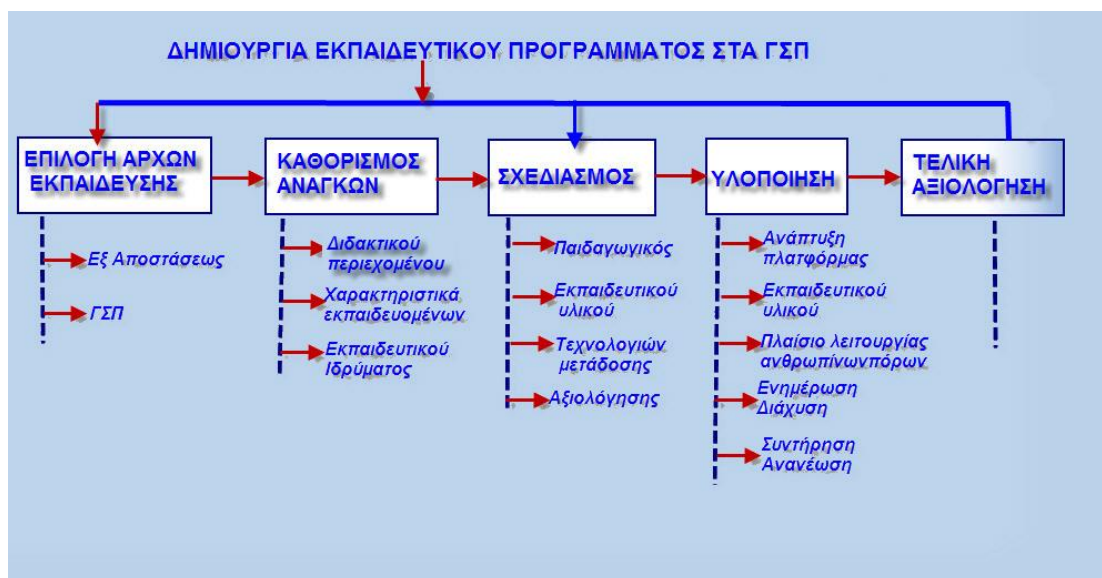 ΔΗΜΙΟΥΡΓΙΑ ΕΚΠΑΙΔΕΥΤΙΚΟΥ ΠΡΟΓΡΑΜΜΑΤΟΣ ΣΤΑ ΓΣΠ
ΕΠΙΛΟΓΗ ΑΡΧΩΝ
ΕΚΠΑΙΔΕΥΣΗΣ
Εξ Αποστάσεως
ΓΣΠ
ΚΑΘΟΡΙΣΜΟΣ
ΑΝΑΓΚΩΝ
Διδακτικού
περιεχομένου
Χαρακτηριστικά
εκπαιδευομένων
Εκπαιδευτικού
Ιδρύματος
ΣΧΕΔΙΑΣΜΟΣ
Παιδαγωγικός
Εκπαιδευτικού
υλικού
Τεχνολογιών
μετάδοσης
Αξιολόγησης
ΥΛΟΠΟΙΗΣΗ
Ανάπτυξη
πλατφόρμας
Εκπαιδευτικού
υλικού
Πλαίσιο λειτουργίας
ανθρωπίνωνπόρων
Ενημέρωση
Διάχυση
Συντήρηση
Ανανέωση
ΤΕΛΙΚΗ
ΑΞΙΟΛΟΓΗΣΗ